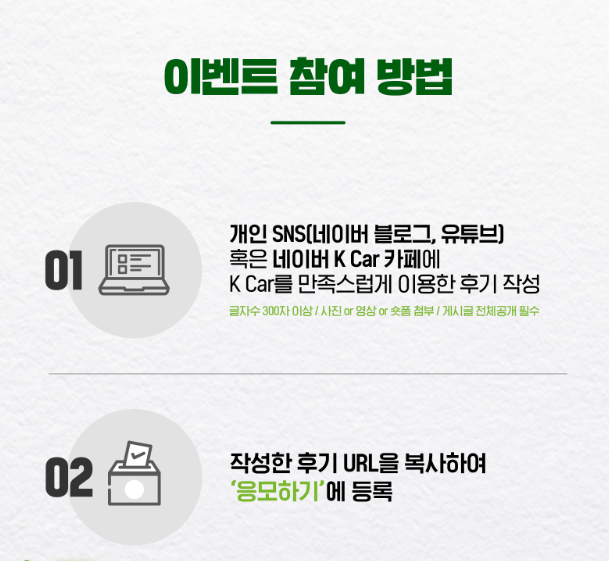 이벤트 참여 방법
01
개인 SNS(네이버 블로그, 유튜브)
혹은 네이버 K Car 카페에
K Car를 만족스럽게 이용한 후기 작성
글자수 300자 이상 / 사진 or 영상 or 숏폼 첨부 / 게시글 전체공개 필수
02
작성한 후기 URL을 복사하여
‘응모하기’에 등록